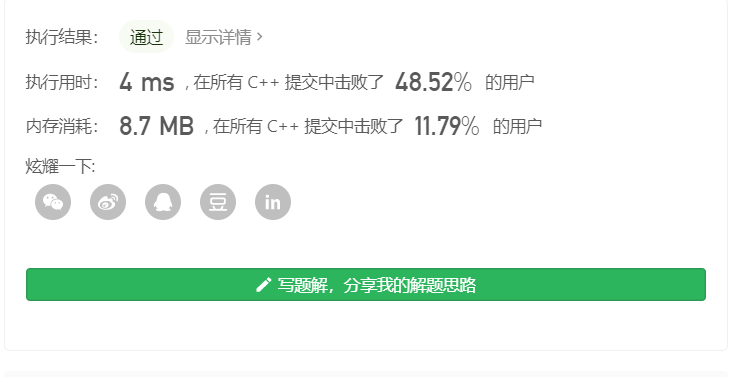 执行结果： 通过 显示详情 ›
执行用时： 4 ms , 在所有 C++ 提交中击败了 48.52% 的用户
内存消耗： 8.7 MB , 在所有 C++ 提交中击败了 11.79% 的用户
炫耀一下:
豆 in
写题解，分享我的解题思路